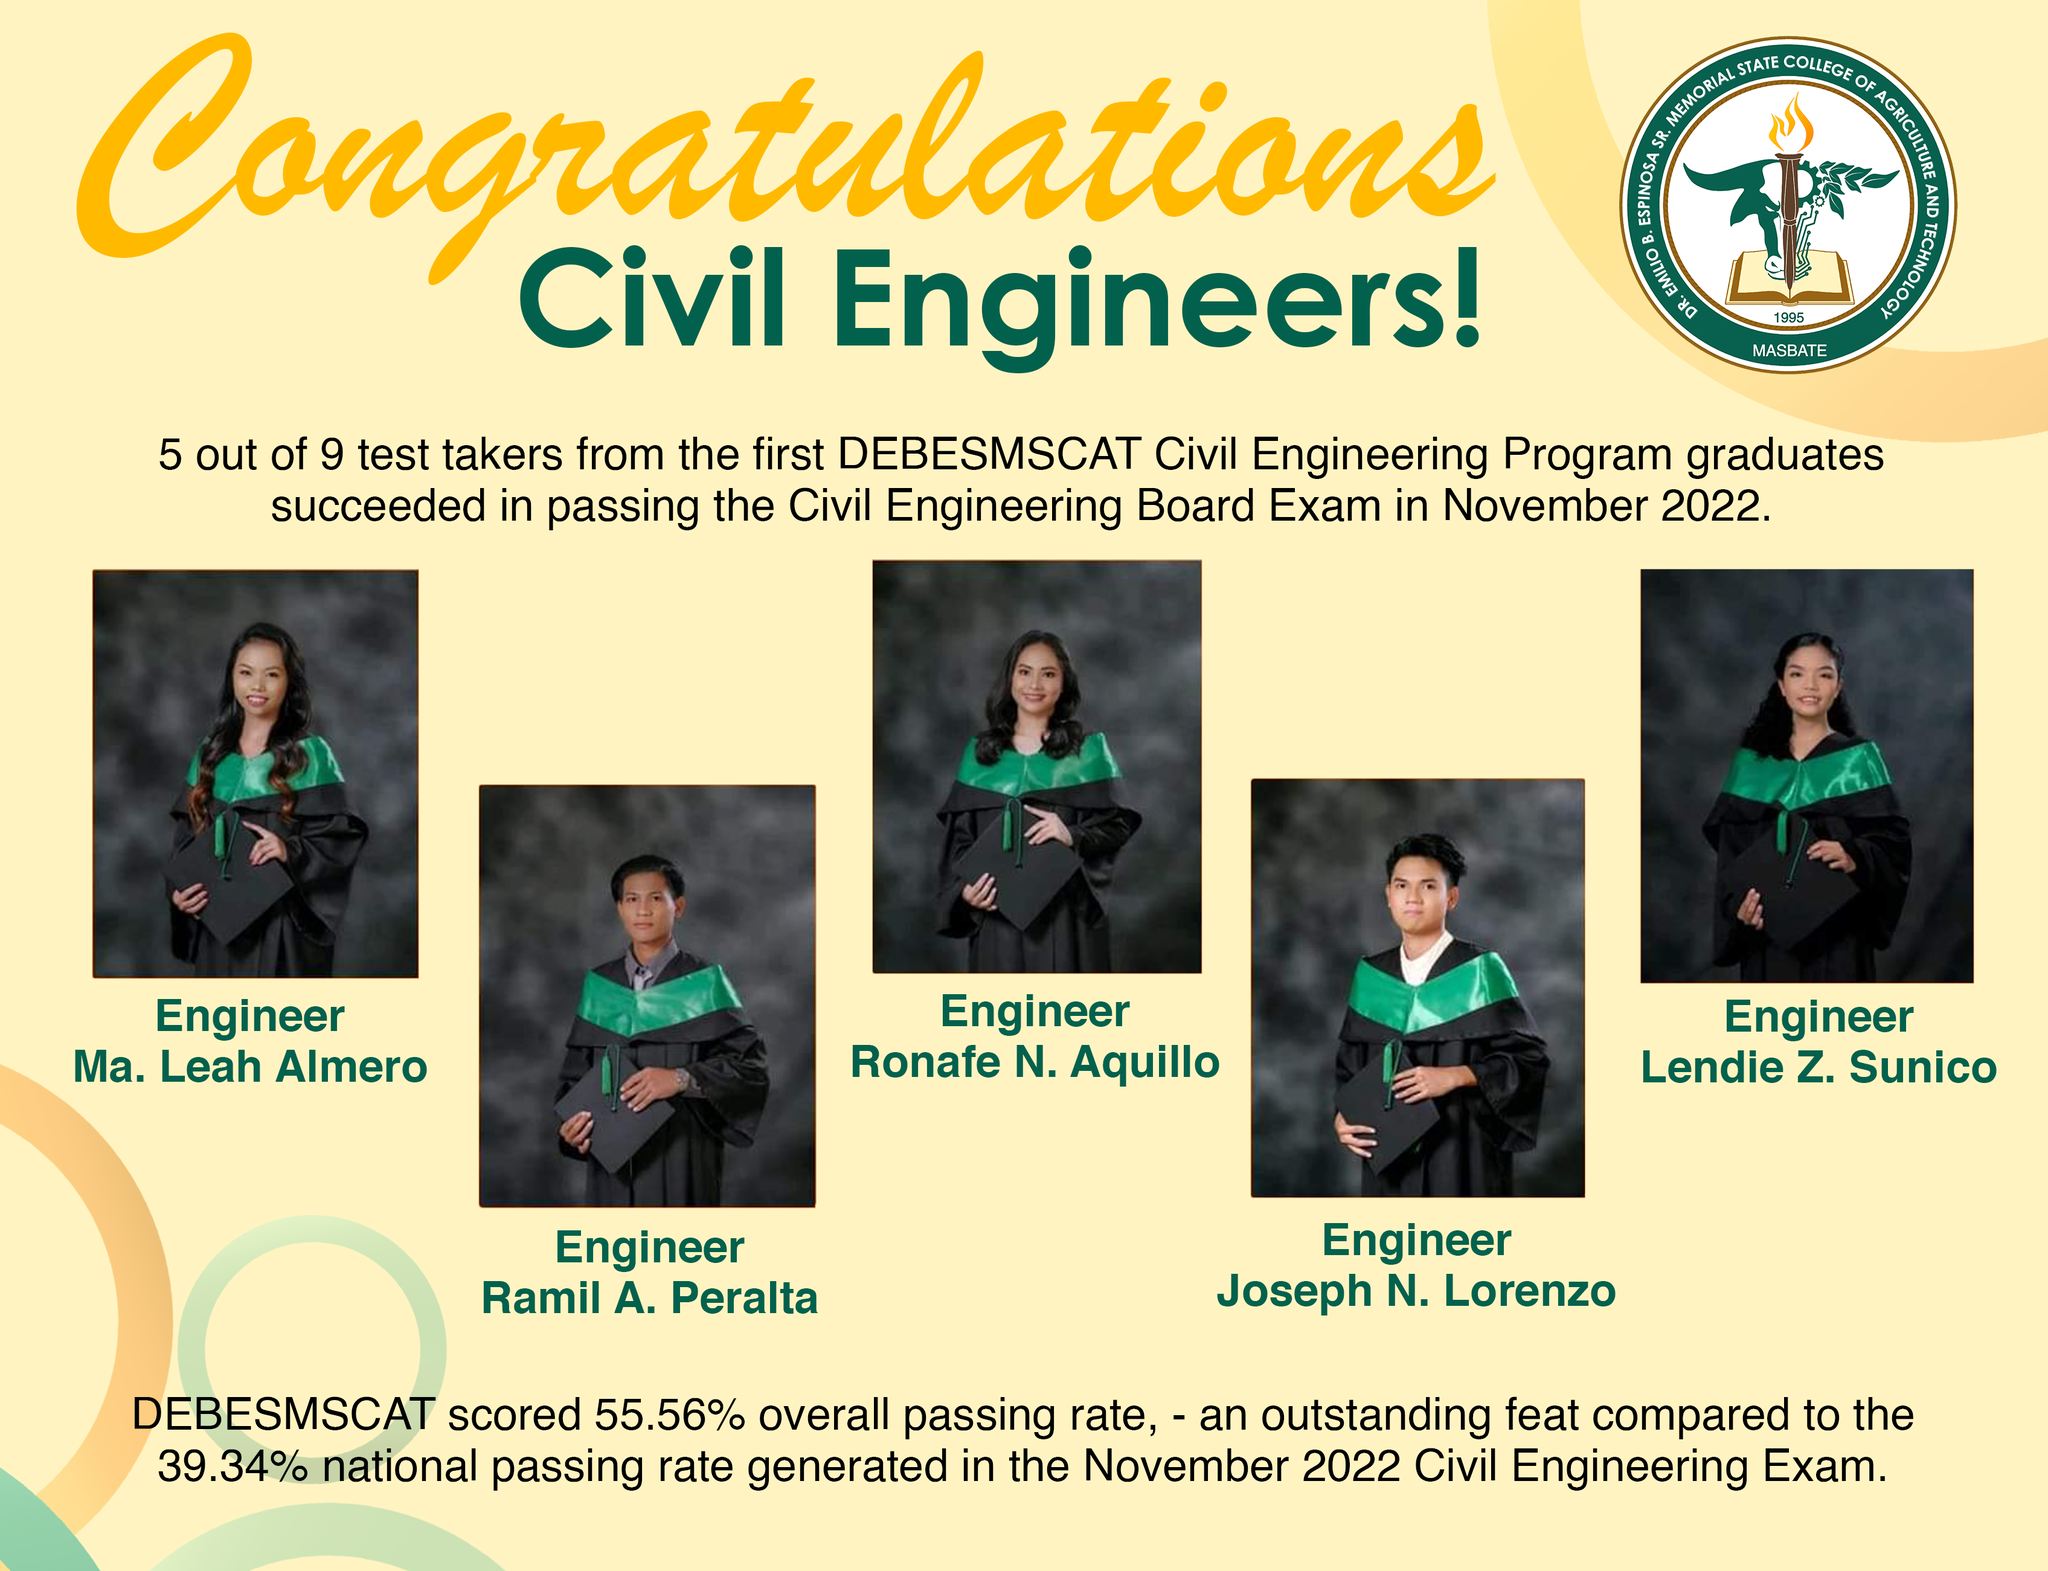 Congratulations
Civil Engineers!
DR. EMILIO B. ESPINOSA SR. MEMORIAL STATE COLLEGE OF AGRICULTURE AND TECHNOLOGY
1995
MASBATE
5 out of 9 test takers from the first DEBESMSCAT Civil Engineering Program graduates
succeeded in passing the Civil Engineering Board Exam in November 2022.
Engineer
Ma. Leah Almero
Engineer
Ramil A. Peralta
Engineer
Ronafe N. Aquillo
Engineer
Joseph N. Lorenzo
Engineer
Lendie Z. Sunico
DEBESMSCAT scored 55.56% overall passing rate, - an outstanding feat compared to the
39.34% national passing rate generated in the November 2022 Civil Engineering Exam.